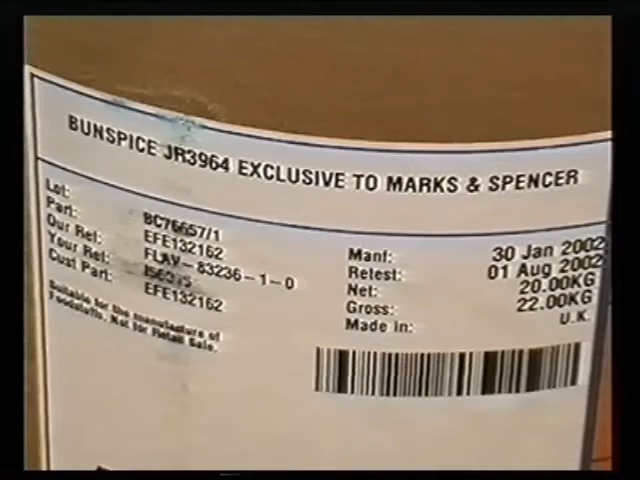 BUNSPICE JR3964 EXCLUSIVE TO MARKS & SPENCER
Lot: BC76657/1
Part: EFE132162
Our Ref: FLAV-83236-1-0
Your Ref:
Cust Part: EFE132162
Suitable for the manufacture of
Foodstuffs. Not for Retail Sale.
Manf: 30 Jan 2002
Retest: 01 Aug 2002
Net: 20.00KG
Gross: 22.00KG
Made in: U.K.